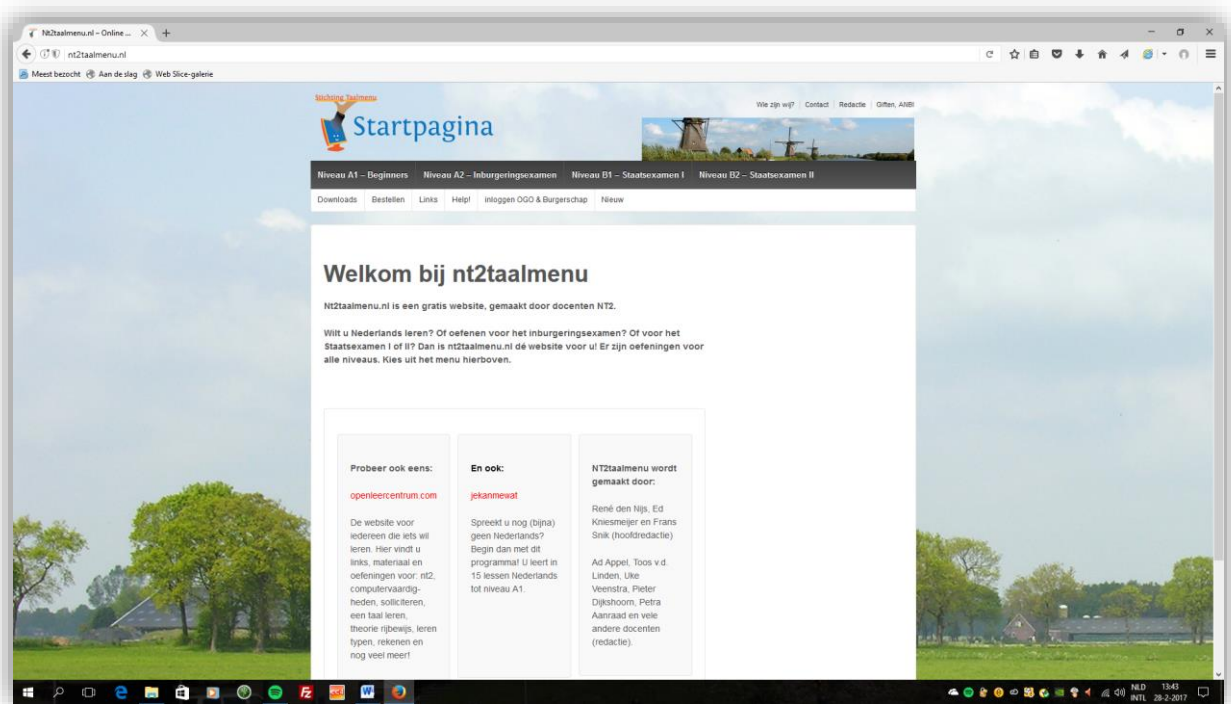 Nt2taalmenu.nl – Online ...
nt2taalmenu.nl
Meest bezocht Aan de slag Web Slice-galerie
Stichting Taalmenu
Startpagina
Wie zijn wij? Contact Redactie Giften, ANBI
Niveau A1 – Beginners Niveau A2 – Inburgeringsexamen Niveau B1 – Staatsexamen I Niveau B2 – Staatsexamen II
Downloads Bestellen Links Help! inloggen OGO & Burgerschap Nieuw
Welkom bij nt2taalmenu
Nt2taalmenu.nl is een gratis website, gemaakt door docenten NT2.
Wilt u Nederlands leren? Of oefenen voor het inburgeringsexamen? Of voor het
Staatsexamen I of II? Dan is nt2taalmenu.nl dé website voor u! Er zijn oefeningen voor
alle niveaus. Kies uit het menu hierboven.
Probeer ook eens:
openleercentrum.com
De website voor
iedereen die iets wil
leren. Hier vindt u
links, materiaal en
oefeningen voor: nt2,
computervaardig-
heden, solliciteren,
een taal leren,
theorie rijbewijs, leren
typen, rekenen en
nog veel meer!
En ook:
jekanmewat
Spreekt u nog (bijna)
geen Nederlands?
Begin dan met dit
programma! U leert in
15 lessen Nederlands
tot niveau A1.
NT2taalmenu wordt
gemaakt door:
René den Nijs, Ed
Kniesmeijer en Frans
Snik (hoofdredactie)
Ad Appel, Toos v.d.
Linden, Uke
Veenstra, Pieter
Dijkshoorn, Petra
Aanraad en vele
andere docenten
(redactie).
NLD 13:43
INTL 28-2-2017